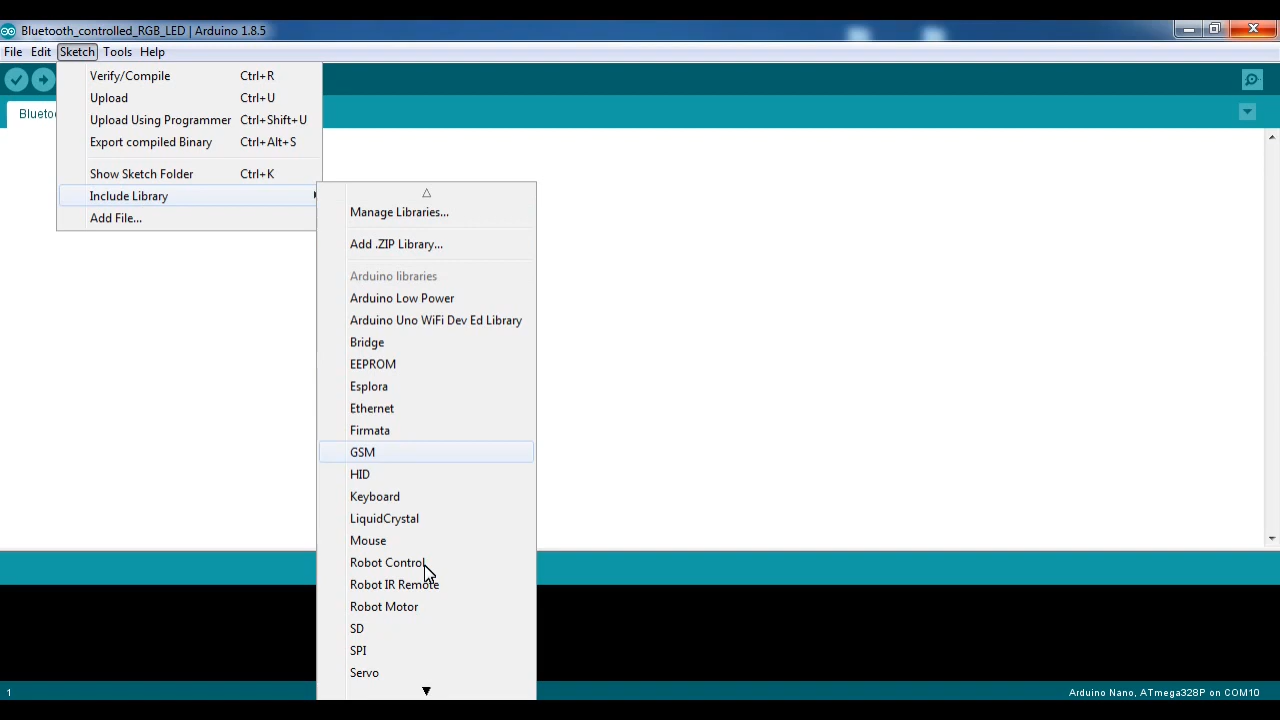 Bluetooth_controlled_RGB_LED | Arduino 1.8.5
File Edit Sketch Tools Help
Verify/Compile Ctrl+R
Upload Ctrl+U
Upload Using Programmer Ctrl+Shift+U
Export compiled Binary Ctrl+Alt+S
Show Sketch Folder Ctrl+K
Include Library
Add File...
Bluetoo
Manage Libraries...
Add .ZIP Library...
Arduino libraries
Arduino Low Power
Arduino Uno WiFi Dev Ed Library
Bridge
EEPROM
Esplora
Ethernet
Firmata
GSM
HID
Keyboard
LiquidCrystal
Mouse
Robot Control
Robot IR Remote
Robot Motor
SD
SPI
Servo
1
Arduino Nano, ATmega328P on COM10